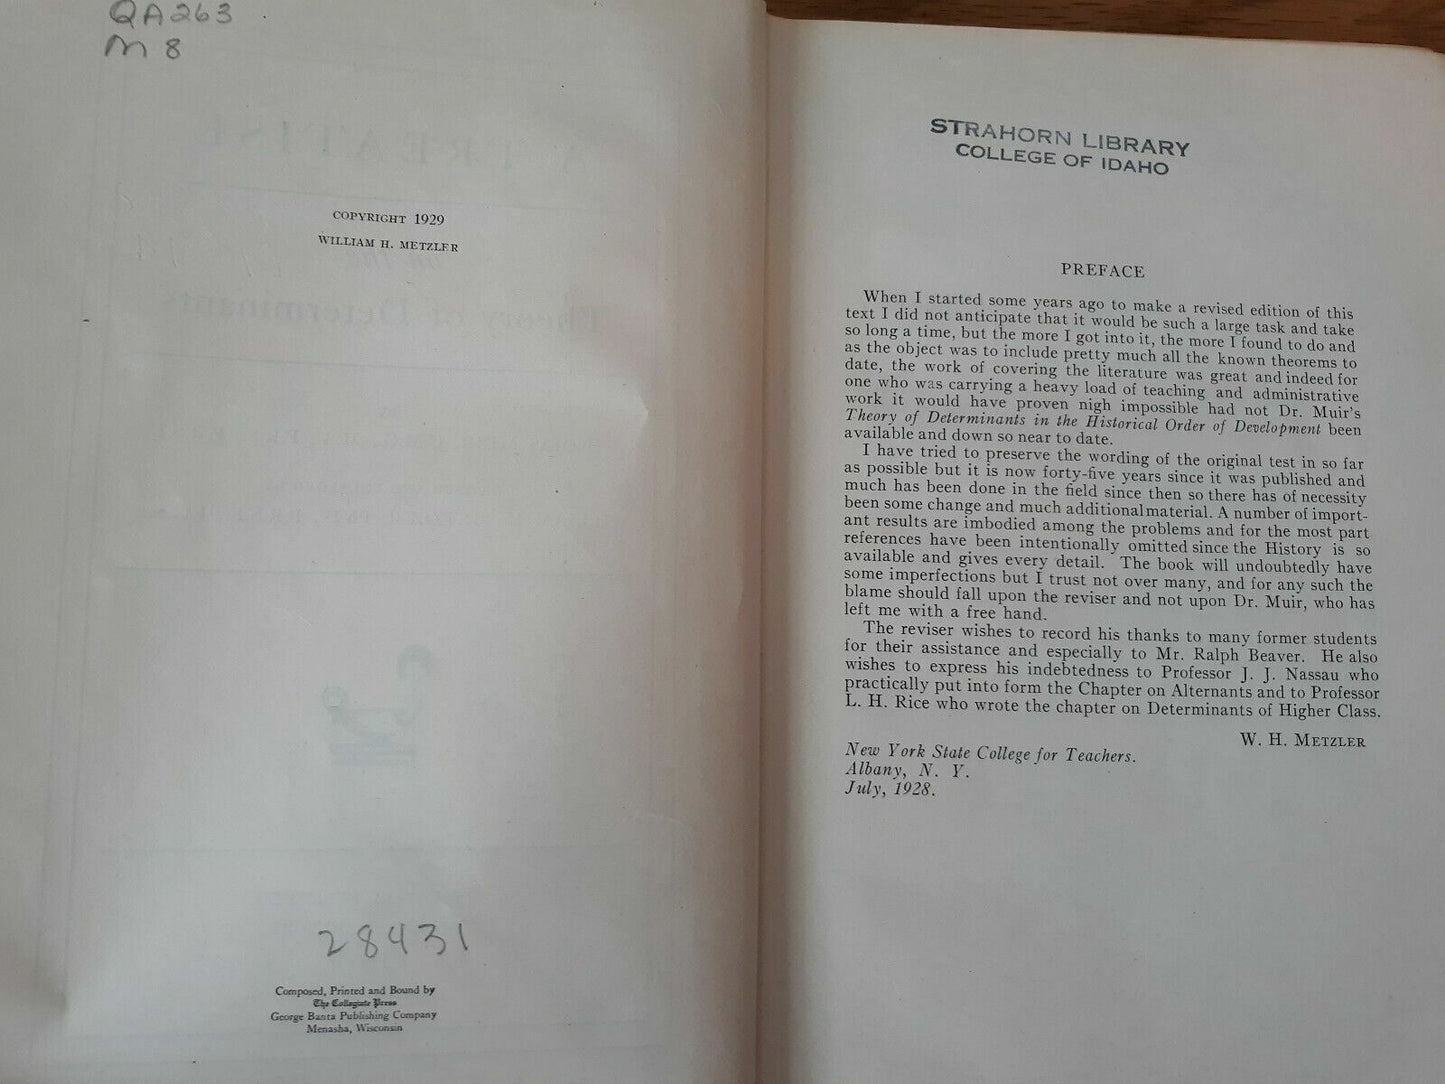 QA263
M8
COPYRIGHT 1929
WILLIAM H. METZLER
28431
Composed, Printed and Bound by
The Collegiate Press
George Banta Publishing Company
Menasha, Wisconsin
STRAHORN LIBRARY
COLLEGE OF IDAHO
PREFACE
When I started some years ago to make a revised edition of this
text I did not anticipate that it would be such a large task and take
so long a time, but the more I got into it, the more I found to do and
as the object was to include pretty much all the known theorems to
date, the work of covering the literature was great and indeed for
one who was carrying a heavy load of teaching and administrative
work it would have proven nigh impossible had not Dr. Muir's
Theory of Determinants in the Historical Order of Development been
available and down so near to date.
I have tried to preserve the wording of the original test in so far
as possible but it is now forty-five years since it was published and
much has been done in the field since then so there has of necessity
been some change and much additional material. A number of import-
ant results are imbodied among the problems and for the most part
references have been intentionally omitted since the History is so
available and gives every detail. The book will undoubtedly have
some imperfections but I trust not over many, and for any such the
blame should fall upon the reviser and not upon Dr. Muir, who has
left me with a free hand.
The reviser wishes to record his thanks to many former students
for their assistance and especially to Mr. Ralph Beaver. He also
wishes to express his indebtedness to Professor J. J. Nassau who
practically put into form the Chapter on Alternants and to Professor
L. H. Rice who wrote the chapter on Determinants of Higher Class.
W. H. METZLER
New York State College for Teachers.
Albany, N. Y.
July, 1928.